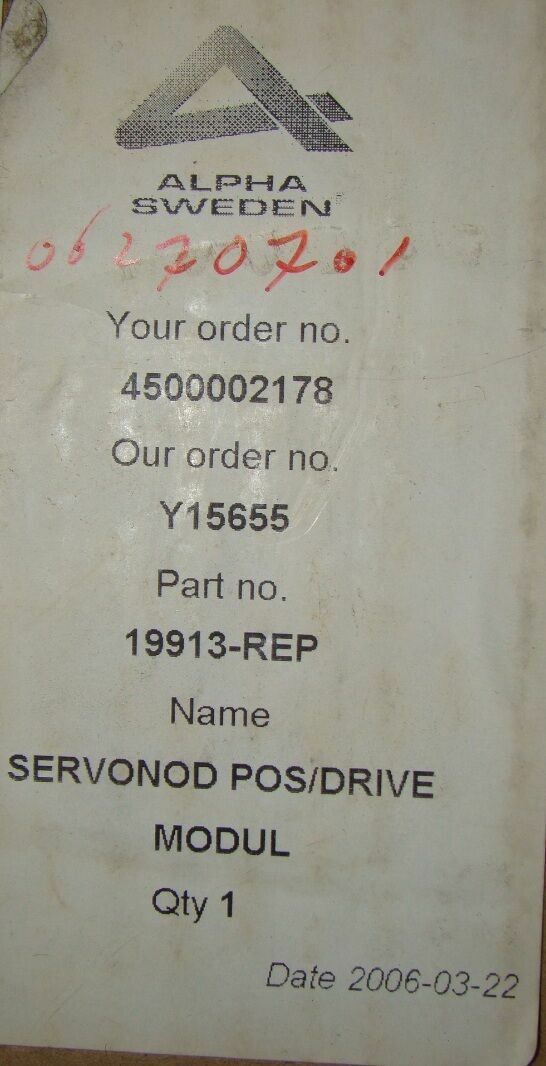 ALPHA
SWEDEN
06270701
Your order no.
4500002178
Our order no.
Y15655
Part no.
19913-REP
Name
SERVONOD POS/DRIVE
MODUL
Qty 1
Date 2006-03-22